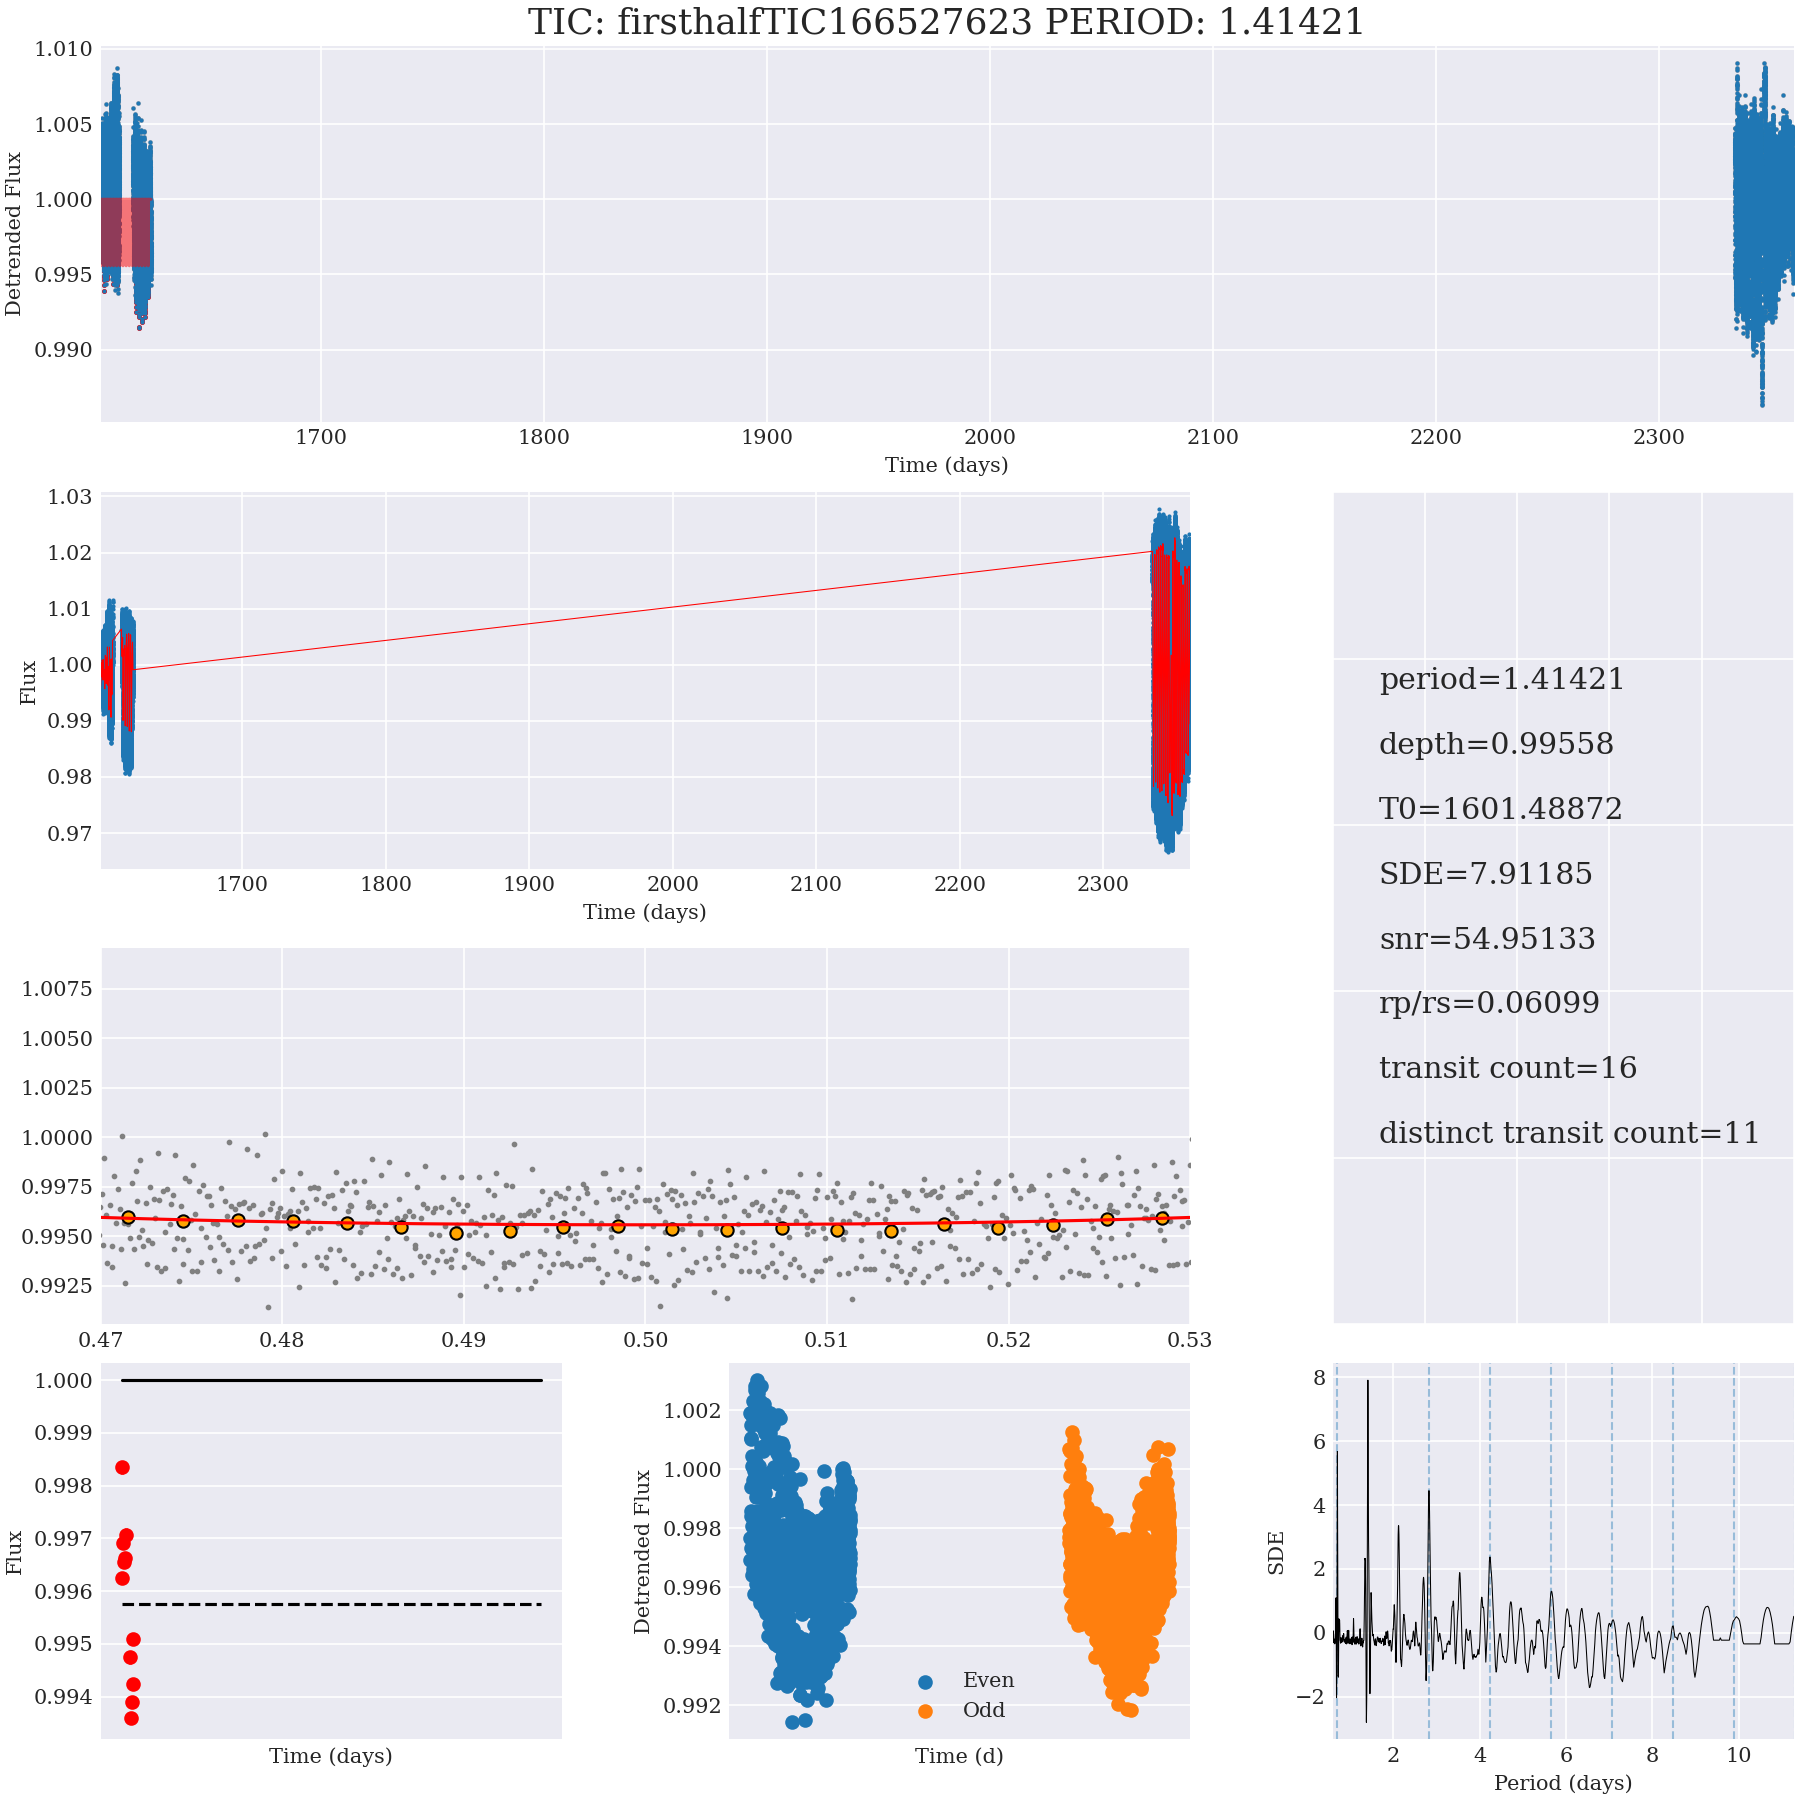 TIC: firsthalfTIC166527623 PERIOD: 1.41421
1.010
1.005
1.000
0.995
0.990
Detrended Flux
1700 1800 1900 2000 2100 2200 2300
Time (days)
1.03
1.02
1.01
1.00
0.99
0.98
0.97
Flux
1700 1800 1900 2000 2100 2200 2300
Time (days)
period=1.41421
depth=0.99558
T0=1601.48872
SDE=7.91185
snr=54.95133
rp/rs=0.06099
transit count=16
distinct transit count=11
1.0075
1.0050
1.0025
1.0000
0.9975
0.9950
0.9925
0.47 0.48 0.49 0.50 0.51 0.52 0.53
1.000
0.999
0.998
0.997
0.996
0.995
0.994
Flux
Time (days)
1.002
1.000
0.998
0.996
0.994
0.992
Detrended Flux
Even
Odd
Time (d)
8
6
4
2
0
−2
SDE
2 4 6 8 10
Period (days)